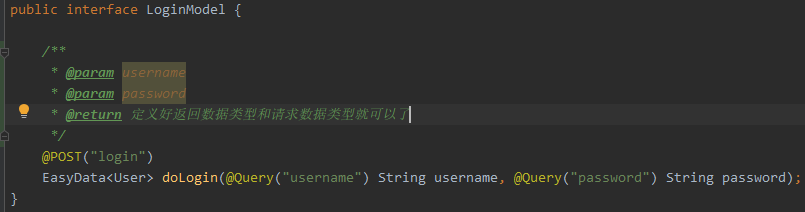 public interface LoginModel {
/**
* @param username
* @param password
* @return 定义好返回数据类型和请求数据类型就可以了
*/
@POST("login")
EasyData<User> doLogin(@Query("username") String username, @Query("password") String password);
}